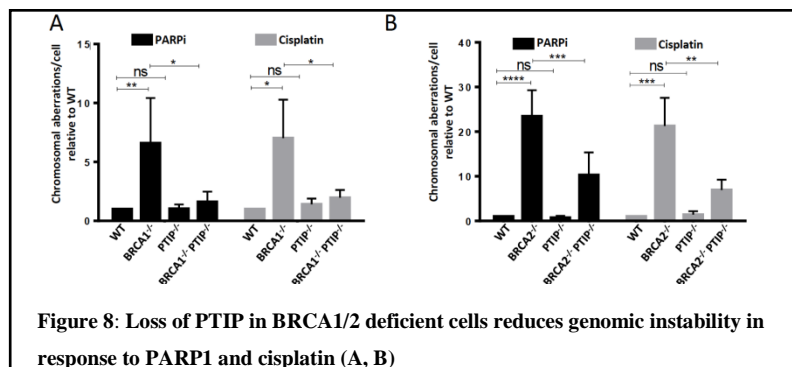 A
B
PARPi
Cisplatin
PARPi
Cisplatin
Chromosomal aberrations/cell
relative to WT
15
10
5
0
ns
*
**
ns
*
*
WT
BRCA1-/-
PTIP-/-
BRCA1-/- PTIP-/-
WT
BRCA1-/-
PTIP-/-
BRCA1-/- PTIP-/-
Chromosomal aberrations/cell
relative to WT
40
30
20
10
0
ns
***
****
ns
**
***
WT
BRCA2-/-
PTIP-/-
BRCA2-/- PTIP-/-
WT
BRCA2-/-
PTIP-/-
BRCA2-/- PTIP-/-
Figure 8: Loss of PTIP in BRCA1/2 deficient cells reduces genomic instability in
response to PARP1 and cisplatin (A, B)